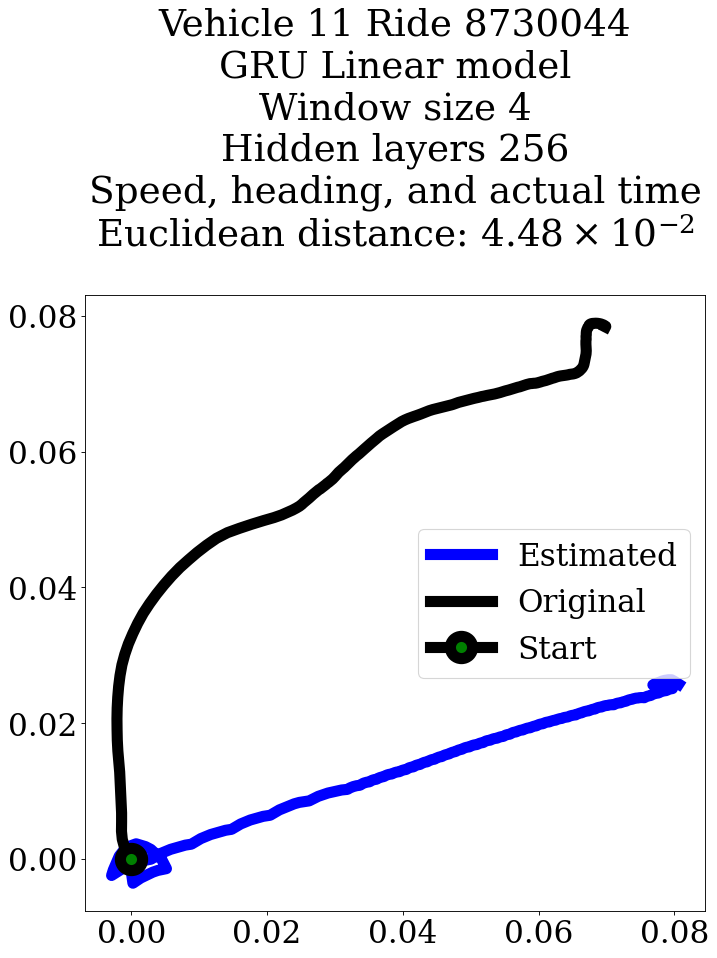 Vehicle 11 Ride 8730044
GRU Linear model
Window size 4
Hidden layers 256
Speed, heading, and actual time
Euclidean distance: 4.48 × 10⁻²
0.08
0.06
0.04
0.02
0.00
Estimated
Original
Start
0.00 0.02 0.04 0.06 0.08